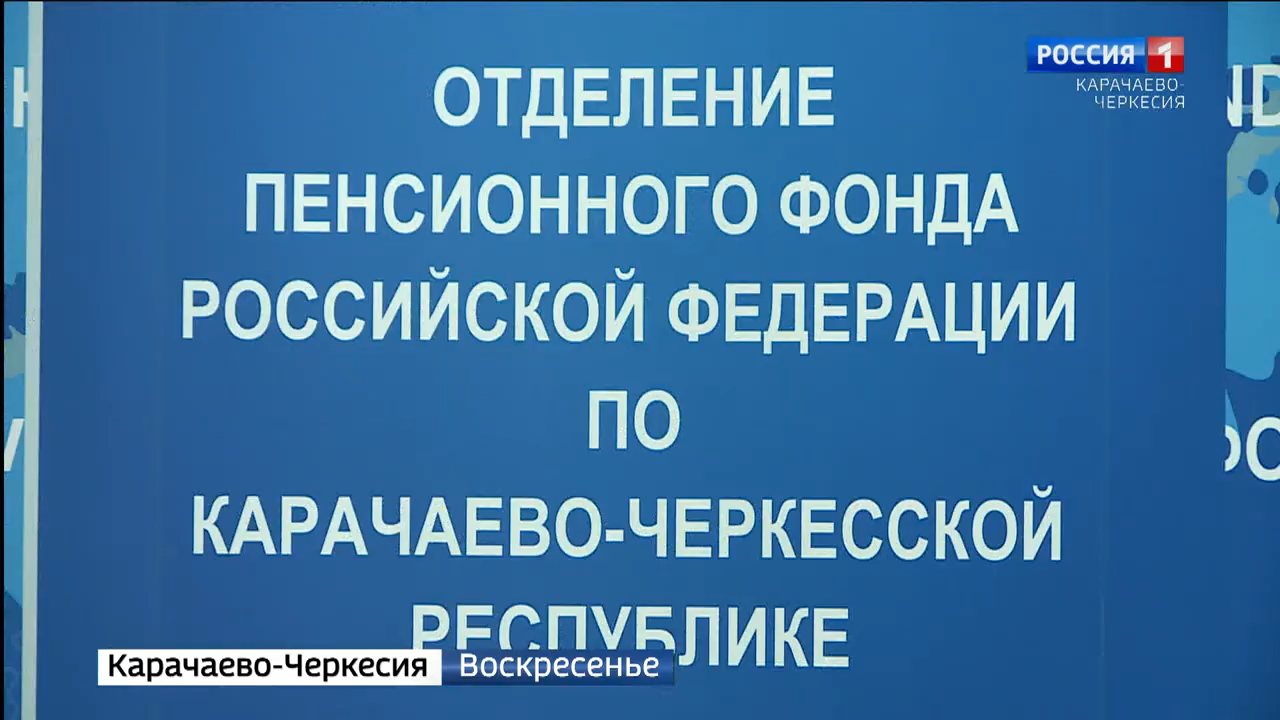 РОССИЯ 1
КАРАЧАЕВО-
ЧЕРКЕСИЯ
ОТДЕЛЕНИЕ
ПЕНСИОННОГО ФОНДА
РОССИЙСКОЙ ФЕДЕРАЦИИ
ПО
КАРАЧАЕВО-ЧЕРКЕССКОЙ
РЕСПУБЛИКЕ
Карачаево-Черкесия Воскресенье